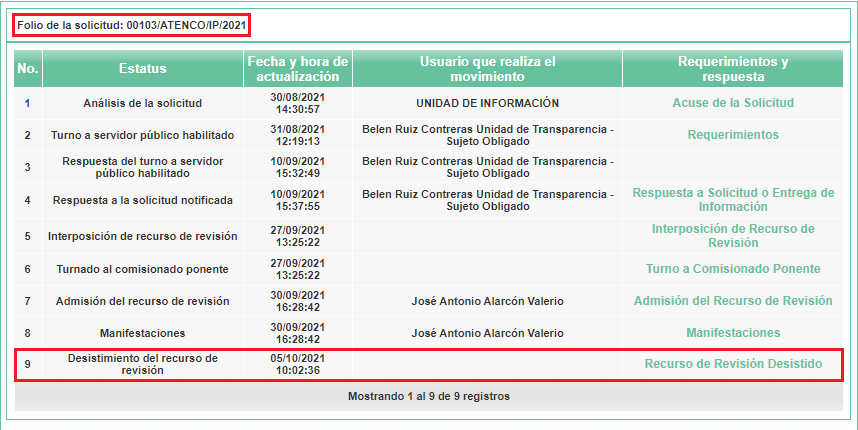 Folio de la solicitud: 00103/ATENCO/IP/2021
No. Estatus Fecha y hora de actualización Usuario que realiza el movimiento Requerimientos y respuesta
1 Análisis de la solicitud 30/08/2021 14:30:57 UNIDAD DE INFORMACIÓN Acuse de la Solicitud
2 Turno a servidor público habilitado 31/08/2021 12:19:13 Belen Ruiz Contreras Unidad de Transparencia - Sujeto Obligado Requerimientos
3 Respuesta del turno a servidor público habilitado 10/09/2021 15:32:49 Belen Ruiz Contreras Unidad de Transparencia - Sujeto Obligado
4 Respuesta a la solicitud notificada 10/09/2021 15:37:55 Belen Ruiz Contreras Unidad de Transparencia - Sujeto Obligado Respuesta a Solicitud o Entrega de Información
5 Interposición de recurso de revisión 27/09/2021 13:25:22 Interposición de Recurso de Revisión
6 Turnado al comisionado ponente 27/09/2021 13:25:22 Turno a Comisionado Ponente
7 Admisión del recurso de revisión 30/09/2021 16:28:42 José Antonio Alarcón Valerio Admisión del Recurso de Revisión
8 Manifestaciones 30/09/2021 16:28:42 José Antonio Alarcón Valerio Manifestaciones
9 Desistimiento del recurso de revisión 05/10/2021 10:02:36 Recurso de Revisión Desistido
Mostrando 1 al 9 de 9 registros